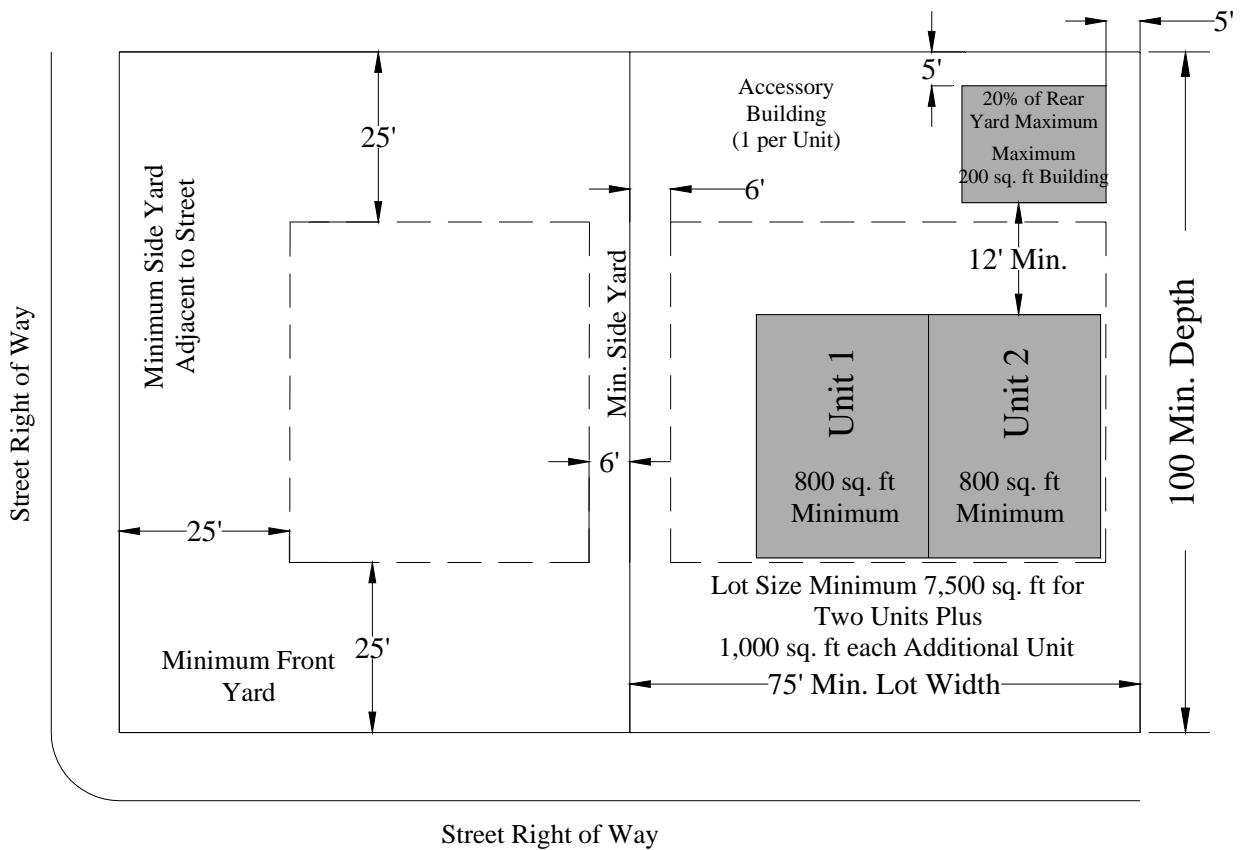 5'
5'
Accessory
Building
(1 per Unit)
20% of Rear
Yard Maximum
Maximum
200 sq. ft Building
25'
6'
Minimum Side Yard
Adjacent to Street
Min. Side Yard
12' Min.
100 Min. Depth
Street Right of Way
Unit 1
Unit 2
6'
800 sq. ft
Minimum
800 sq. ft
Minimum
25'
Lot Size Minimum 7,500 sq. ft for
Two Units Plus
1,000 sq. ft each Additional Unit
25'
Minimum Front
Yard
75' Min. Lot Width
Street Right of Way